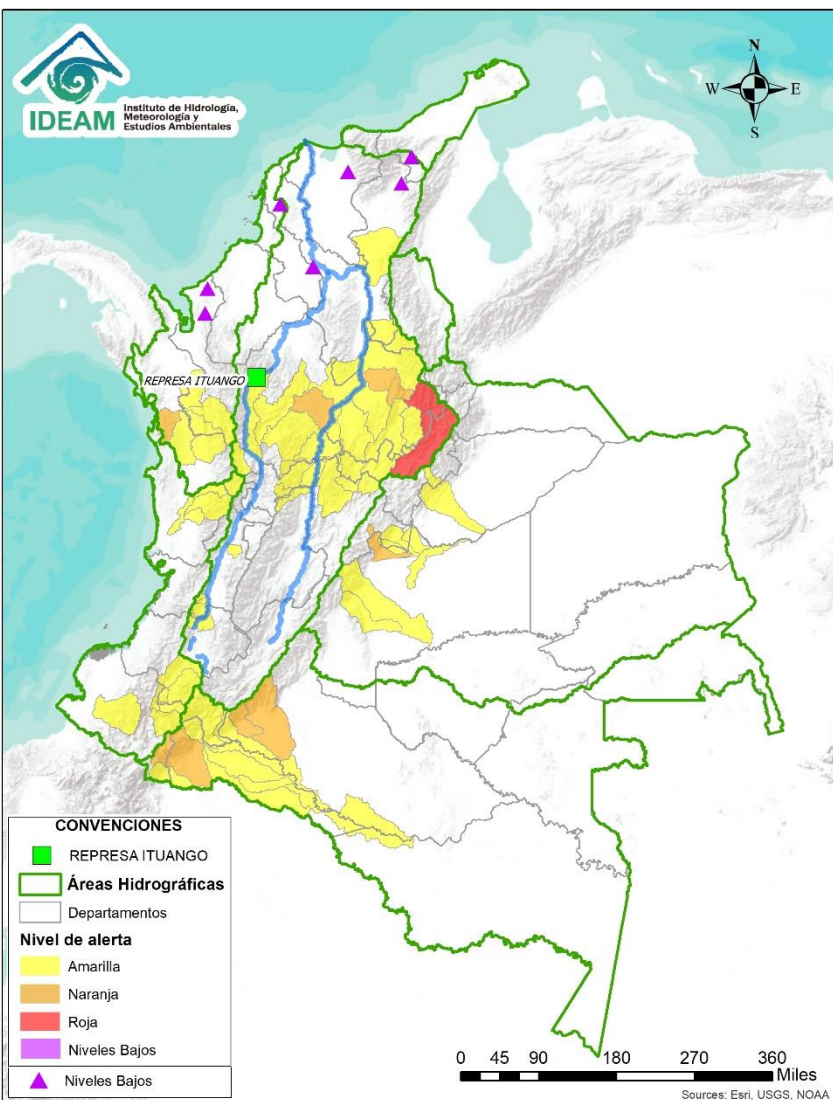 IDEAM
Instituto de Hidrología,
Meteorología y
Estudios Ambientales
N
W
E
S
REPRESA ITUANGO
CONVENCIONES
REPRESA ITUANGO
Áreas Hidrográficas
Departamentos
Nivel de alerta
Amarilla
Naranja
Roja
Niveles Bajos
Niveles Bajos
0 45 90 180 270 360
Miles
Sources: Esri, USGS, NOAA